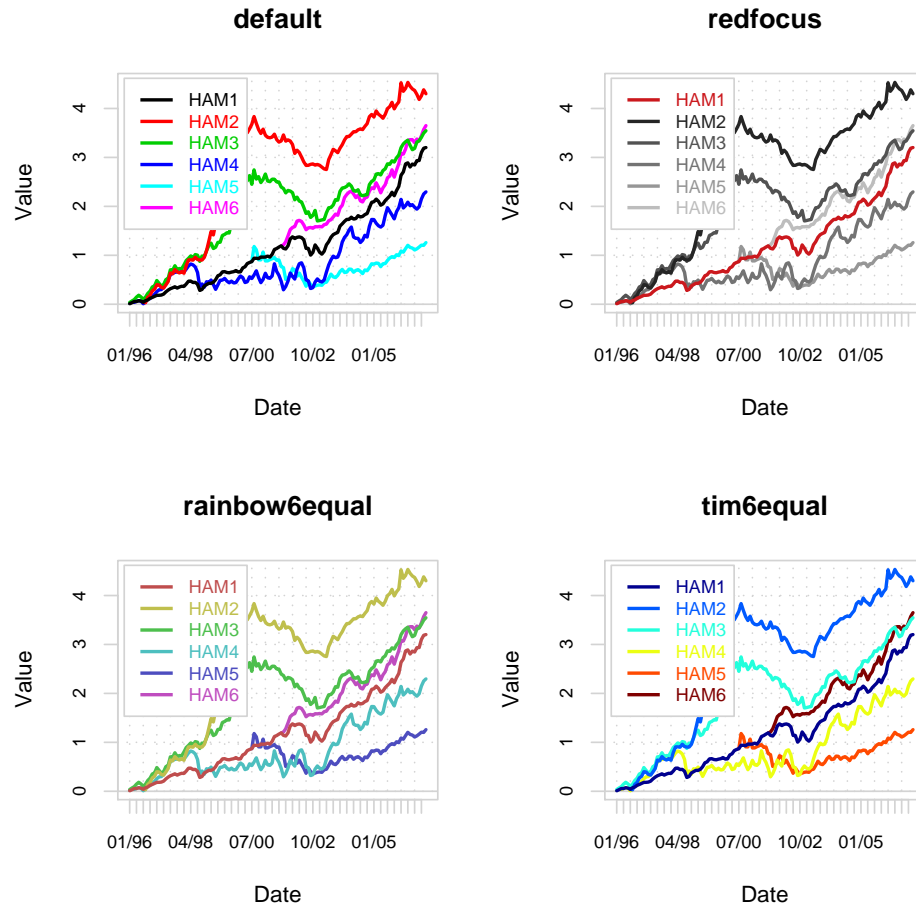 default
Value
4
3
2
1
0
HAM1
HAM2
HAM3
HAM4
HAM5
HAM6
01/96 04/98 07/00 10/02 01/05
Date
redfocus
Value
4
3
2
1
0
HAM1
HAM2
HAM3
HAM4
HAM5
HAM6
01/96 04/98 07/00 10/02 01/05
Date
rainbow6equal
Value
4
3
2
1
0
HAM1
HAM2
HAM3
HAM4
HAM5
HAM6
01/96 04/98 07/00 10/02 01/05
Date
tim6equal
Value
4
3
2
1
0
HAM1
HAM2
HAM3
HAM4
HAM5
HAM6
01/96 04/98 07/00 10/02 01/05
Date